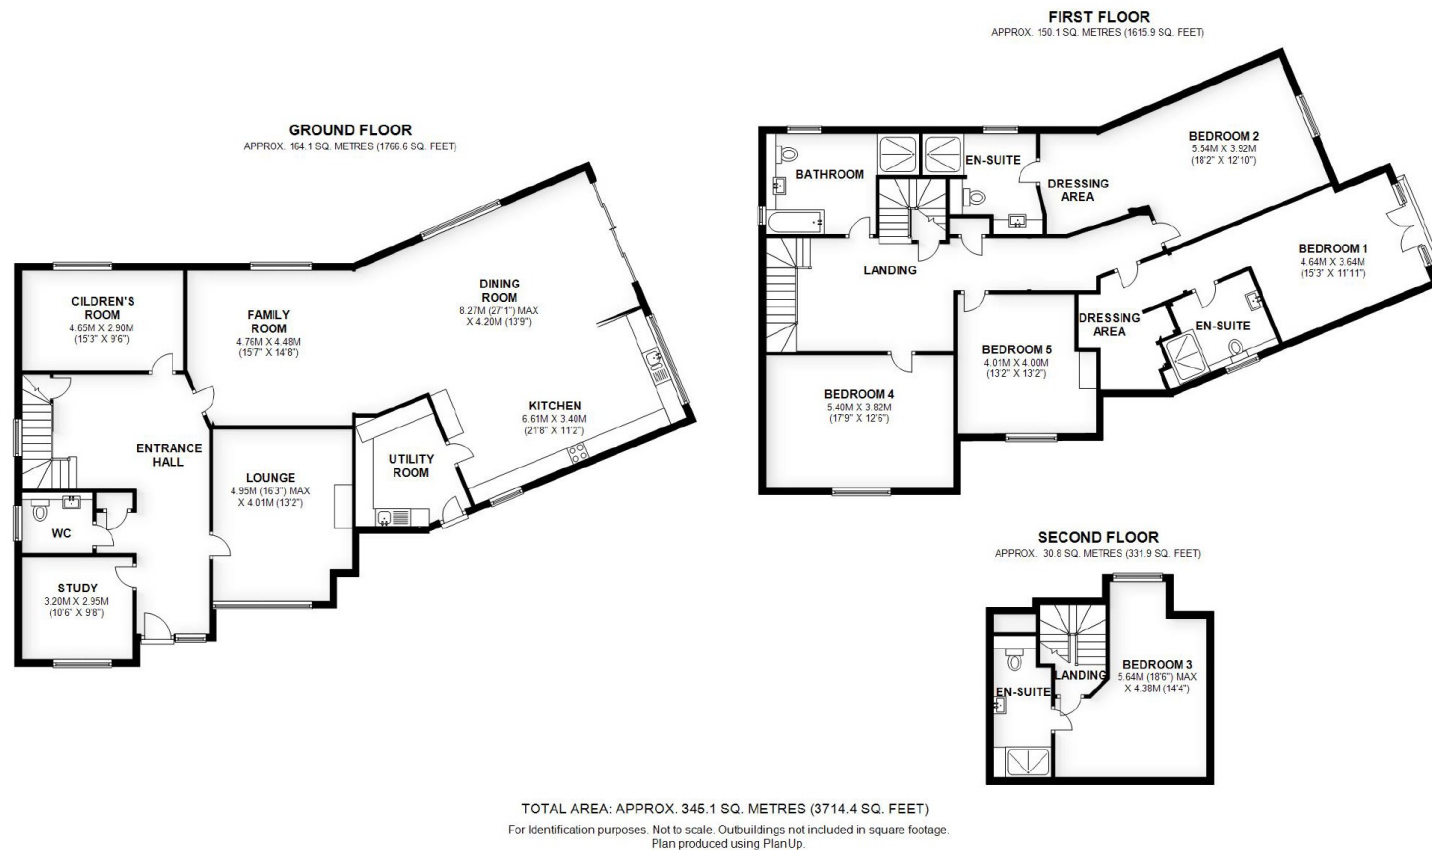 FIRST FLOOR
APPROX. 150.1 SQ. METRES (1615.9 SQ. FEET)
BEDROOM 2
5.54M X 3.92M
(18'2" X 12'10")
EN-SUITE
BATHROOM
DRESSING
AREA
BEDROOM 1
4.64M X 3.64M
(15'3" X 11'11")
LANDING
DRESSING
AREA
EN-SUITE
BEDROOM 5
4.01M X 4.00M
(13'2" X 13'2")
BEDROOM 4
5.40M X 3.82M
(17'9" X 12'6")
GROUND FLOOR
APPROX. 164.1 SQ. METRES (1766.6 SQ. FEET)
CILDREN'S
ROOM
4.65M X 2.90M
(15'3" X 9'6")
FAMILY
ROOM
4.76M X 4.48M
(15'7" X 14'8")
DINING
ROOM
8.27M (27'1") MAX
X 4.20M (13'9")
KITCHEN
6.61M X 3.40M
(21'8" X 11'2")
ENTRANCE
HALL
UTILITY
ROOM
LOUNGE
4.95M (16'3") MAX
X 4.01M (13'2")
WC
STUDY
3.20M X 2.95M
(10'6" X 9'8")
SECOND FLOOR
APPROX. 30.8 SQ. METRES (331.9 SQ. FEET)
BEDROOM 3
5.64M (18'6") MAX
X 4.38M (14'4")
LANDING
EN-SUITE
TOTAL AREA: APPROX. 345.1 SQ. METRES (3714.4 SQ. FEET)
For Identification purposes. Not to scale. Outbuildings not included in square footage.
Plan produced using PlanUp.